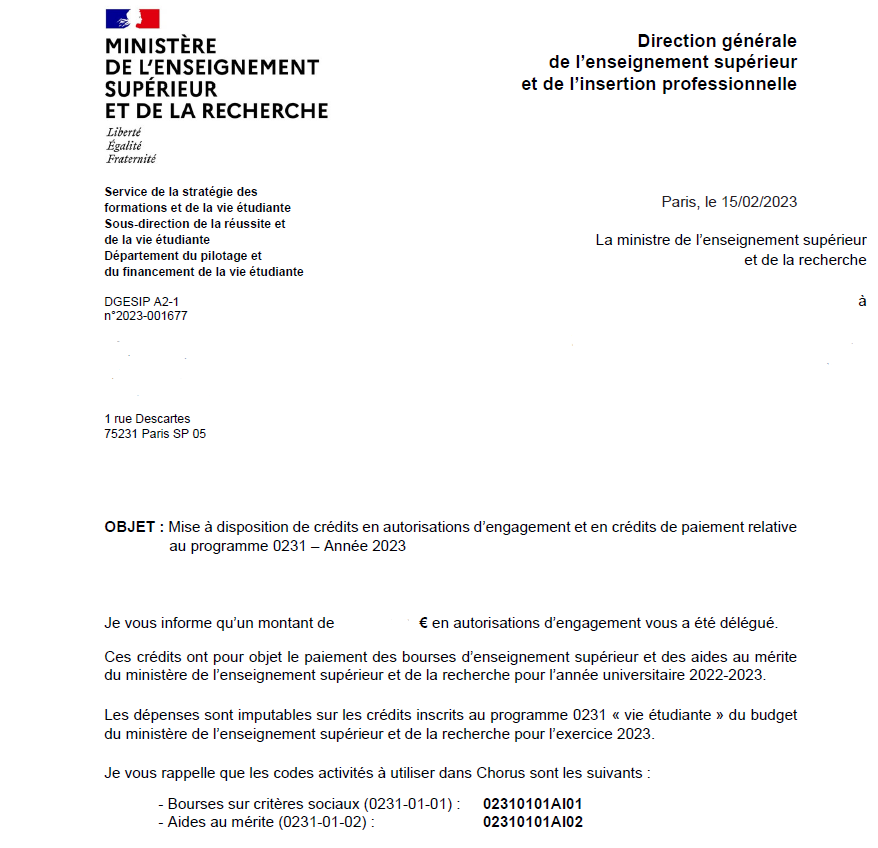 MINISTÈRE
DE L'ENSEIGNEMENT
SUPÉRIEUR
ET DE LA RECHERCHE
Liberté
Égalité
Fraternité
Direction générale
de l'enseignement supérieur
et de l'insertion professionnelle
Service de la stratégie des
formations et de la vie étudiante
Sous-direction de la réussite et
de la vie étudiante
Département du pilotage et
du financement de la vie étudiante
DGESIP A2-1
n°2023-001677
1 rue Descartes
75231 Paris SP 05
Paris, le 15/02/2023
La ministre de l'enseignement supérieur
et de la recherche
à
OBJET : Mise à disposition de crédits en autorisations d'engagement et en crédits de paiement relative
au programme 0231 – Année 2023
Je vous informe qu'un montant de € en autorisations d'engagement vous a été délégué.
Ces crédits ont pour objet le paiement des bourses d'enseignement supérieur et des aides au mérite
du ministère de l'enseignement supérieur et de la recherche pour l'année universitaire 2022-2023.
Les dépenses sont imputables sur les crédits inscrits au programme 0231 « vie étudiante » du budget
du ministère de l'enseignement supérieur et de la recherche pour l'exercice 2023.
Je vous rappelle que les codes activités à utiliser dans Chorus sont les suivants :
- Bourses sur critères sociaux (0231-01-01) : 02310101AI01
- Aides au mérite (0231-01-02) : 02310101AI02